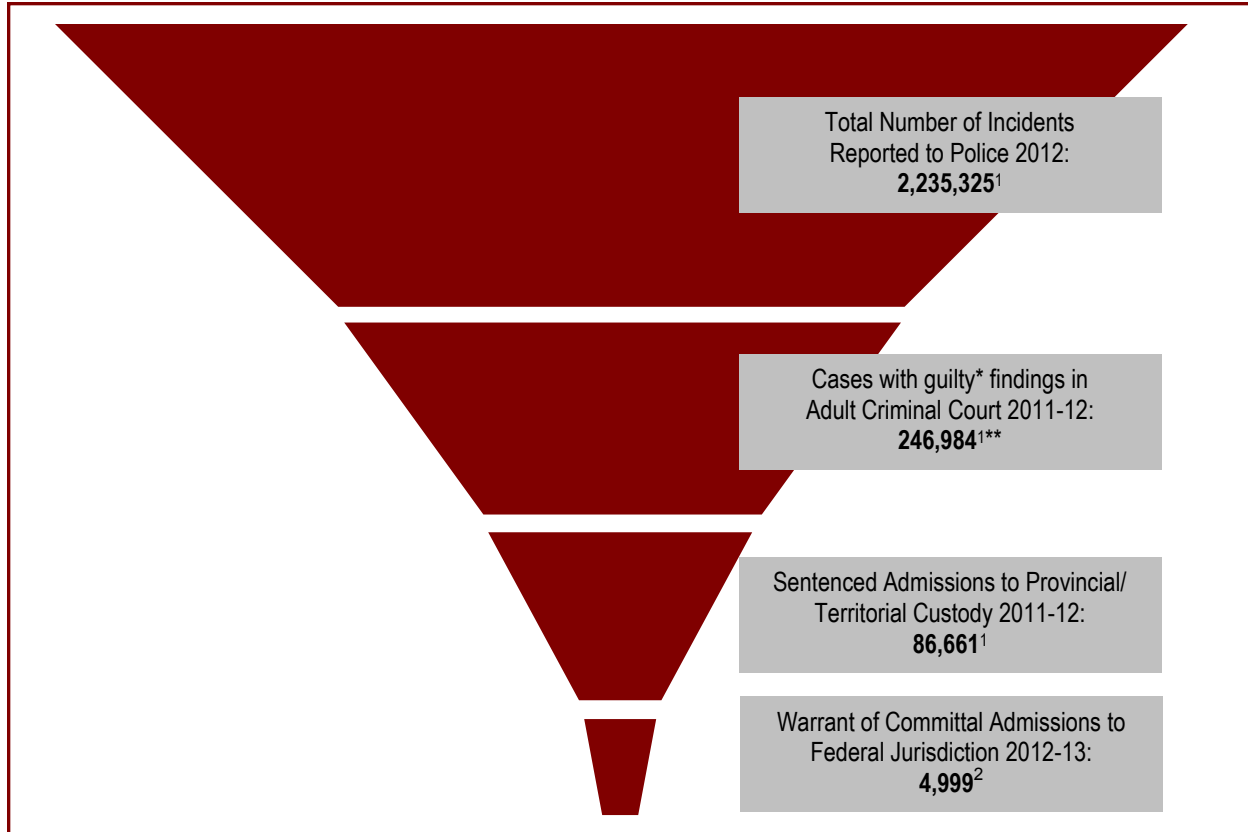 Total Number of Incidents
Reported to Police 2012:
2,235,325¹
Cases with guilty* findings in
Adult Criminal Court 2011-12:
246,984¹**
Sentenced Admissions to Provincial/
Territorial Custody 2011-12:
86,661¹
Warrant of Committal Admissions to
Federal Jurisdiction 2012-13:
4,999²